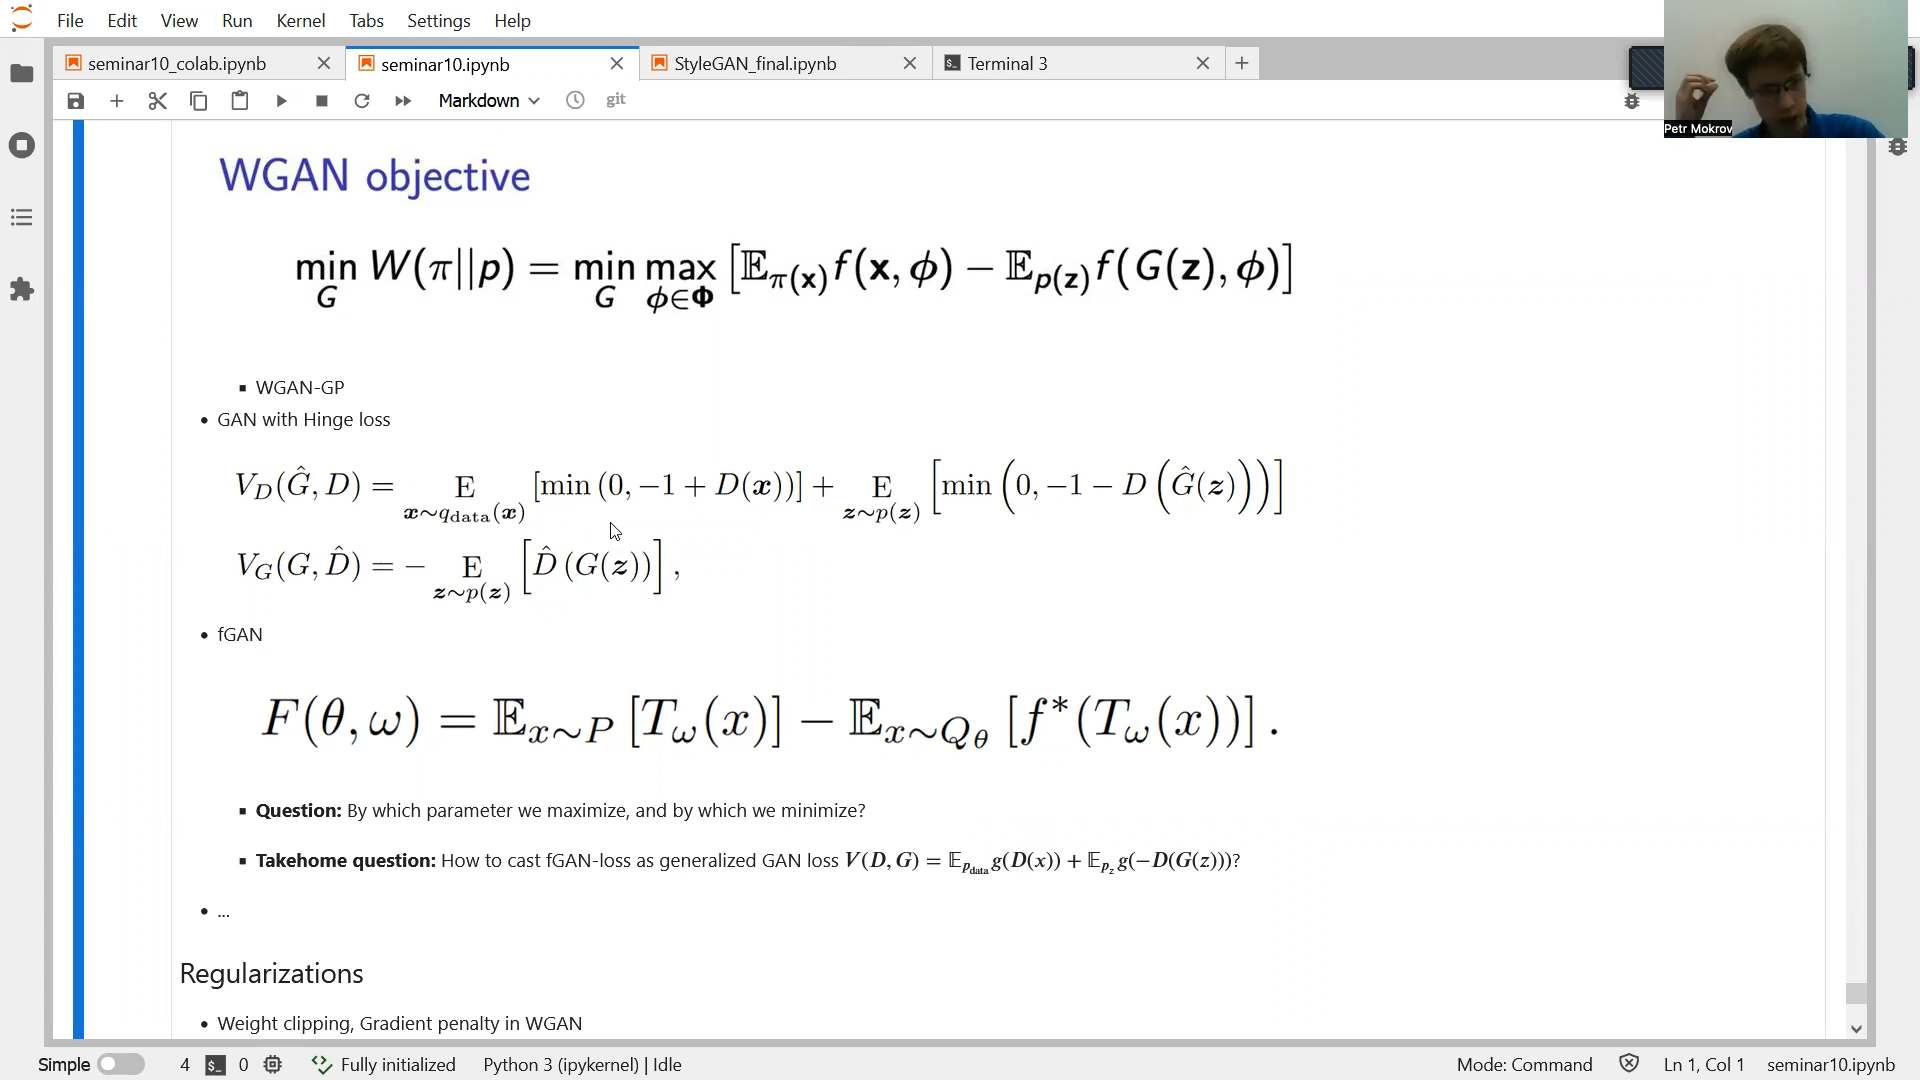 File Edit View Run Kernel Tabs Settings Help
seminar10_colab.ipynb seminar10.ipynb StyleGAN_final.ipynb Terminal 3
Markdown git
Petr Mokrov
WGAN objective
min_G W(π||p) = min_G max_{ϕ∈Φ} [𝔼_{π(x)} f(x, ϕ) − 𝔼_{p(z)} f(G(z), ϕ)]
WGAN-GP
GAN with Hinge loss
V_D(Ĝ, D) = E_{x∼q_data(x)} [min (0, −1 + D(x))] + E_{z∼p(z)} [min (0, −1 − D (Ĝ(z)))]
V_G(G, D̂) = − E_{z∼p(z)} [D̂ (G(z))],
fGAN
F(θ, ω) = 𝔼_{x∼P} [T_ω(x)] − 𝔼_{x∼Q_θ} [f*(T_ω(x))].
Question: By which parameter we maximize, and by which we minimize?
Takehome question: How to cast fGAN-loss as generalized GAN loss V(D, G) = 𝔼_{p_data} g(D(x)) + 𝔼_{p_z} g(−D(G(z)))?
...
Regularizations
Weight clipping, Gradient penalty in WGAN
Simple 4 0 Fully initialized Python 3 (ipykernel) | Idle Mode: Command Ln 1, Col 1 seminar10.ipynb